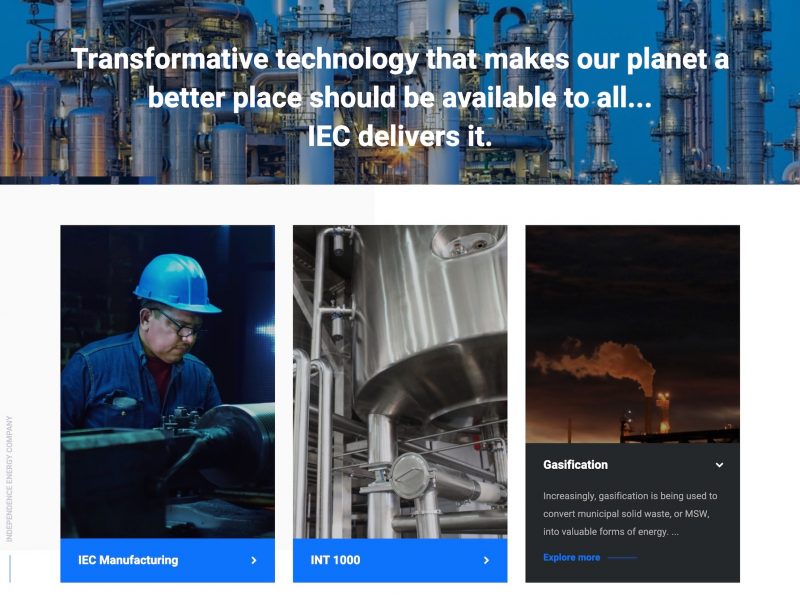 Transformative technology that makes our planet a
better place should be available to all...
IEC delivers it.
INDEPENDENCE ENERGY COMPANY
IEC Manufacturing
INT 1000
Gasification
Increasingly, gasification is being used to
convert municipal solid waste, or MSW,
into valuable forms of energy. ...
Explore more